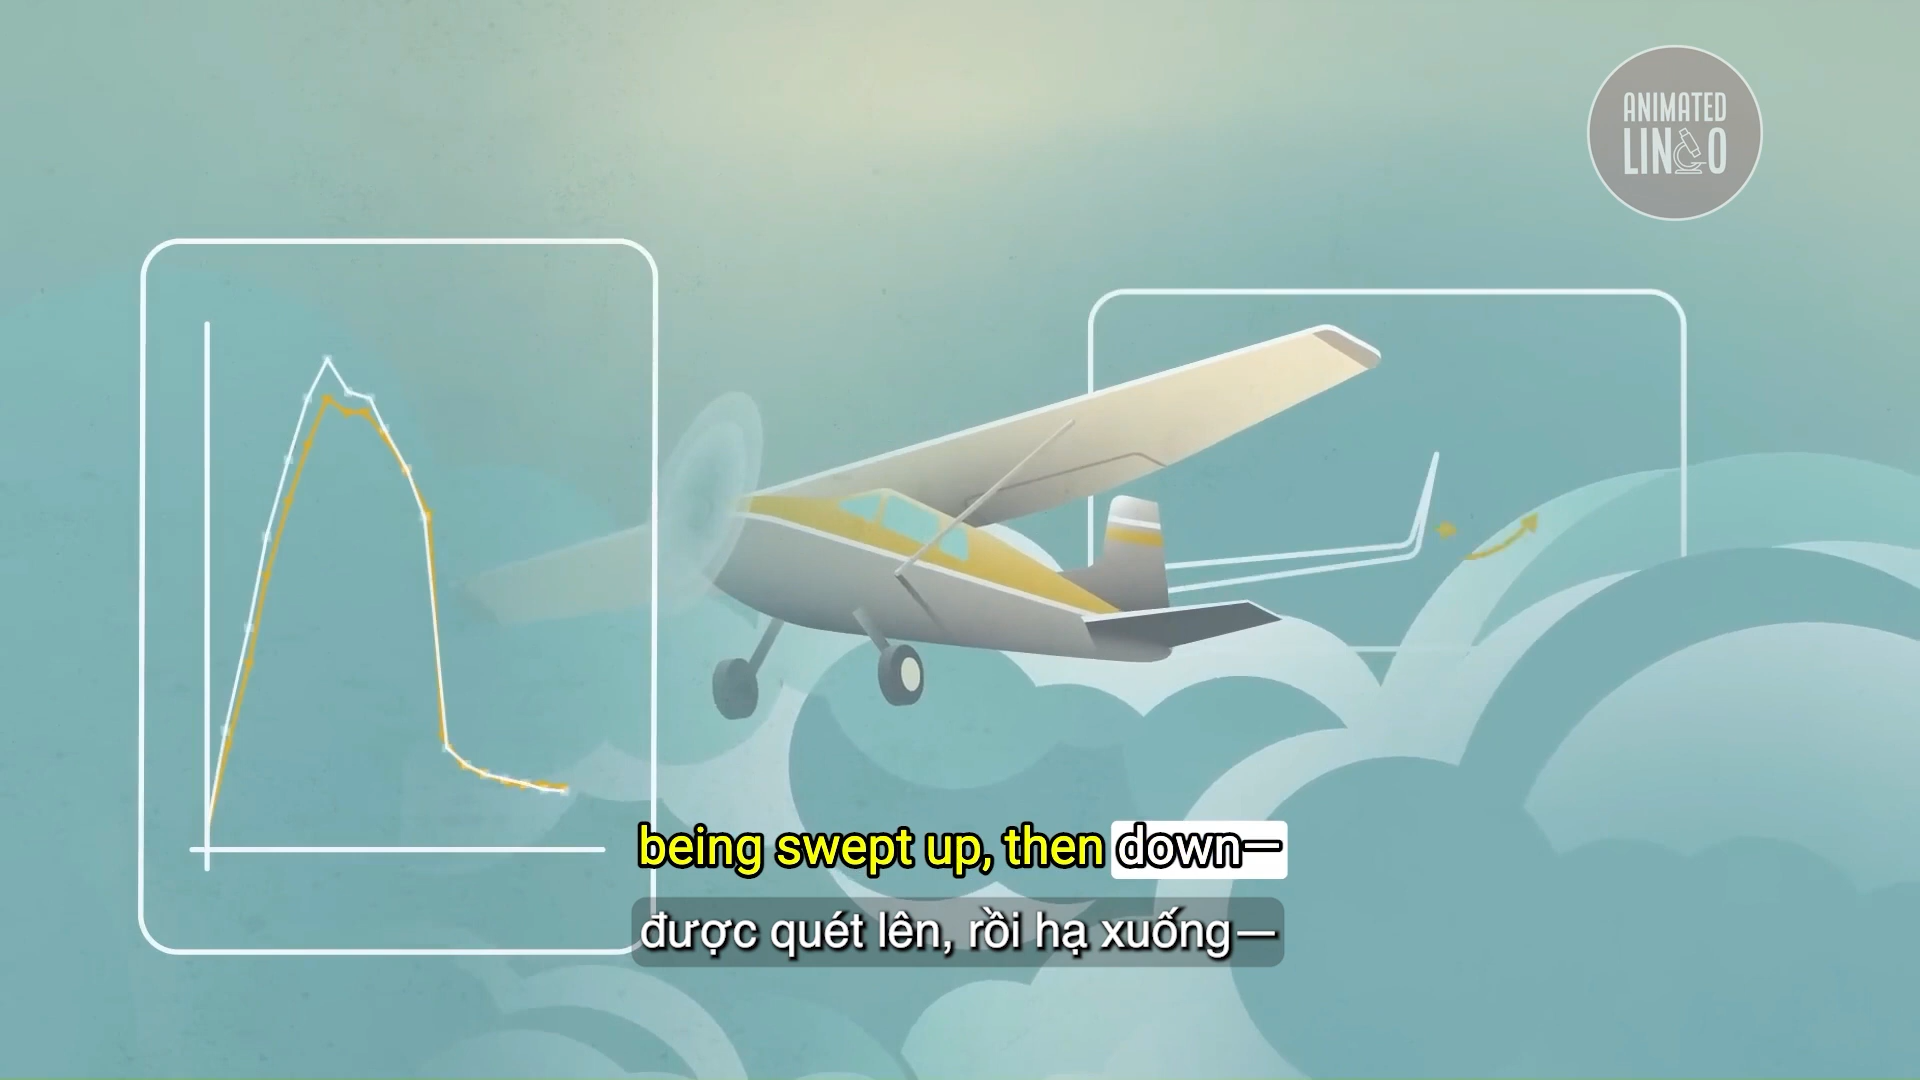 ANIMATED
LINGO
being swept up, then down—
được quét lên, rồi hạ xuống—